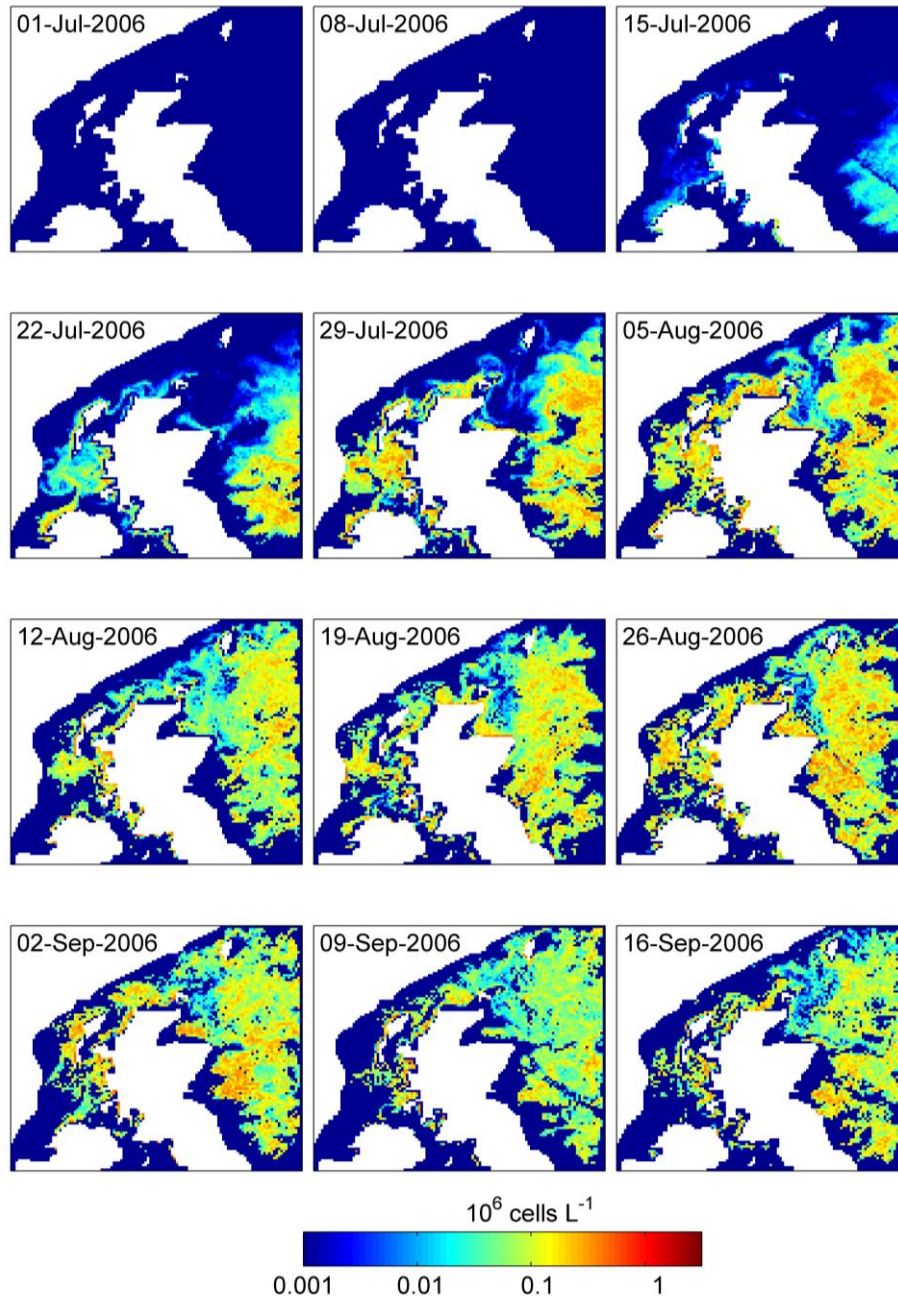 01-Jul-2006 08-Jul-2006 15-Jul-2006
22-Jul-2006 29-Jul-2006 05-Aug-2006
12-Aug-2006 19-Aug-2006 26-Aug-2006
02-Sep-2006 09-Sep-2006 16-Sep-2006
10⁶ cells L⁻¹
0.001 0.01 0.1 1